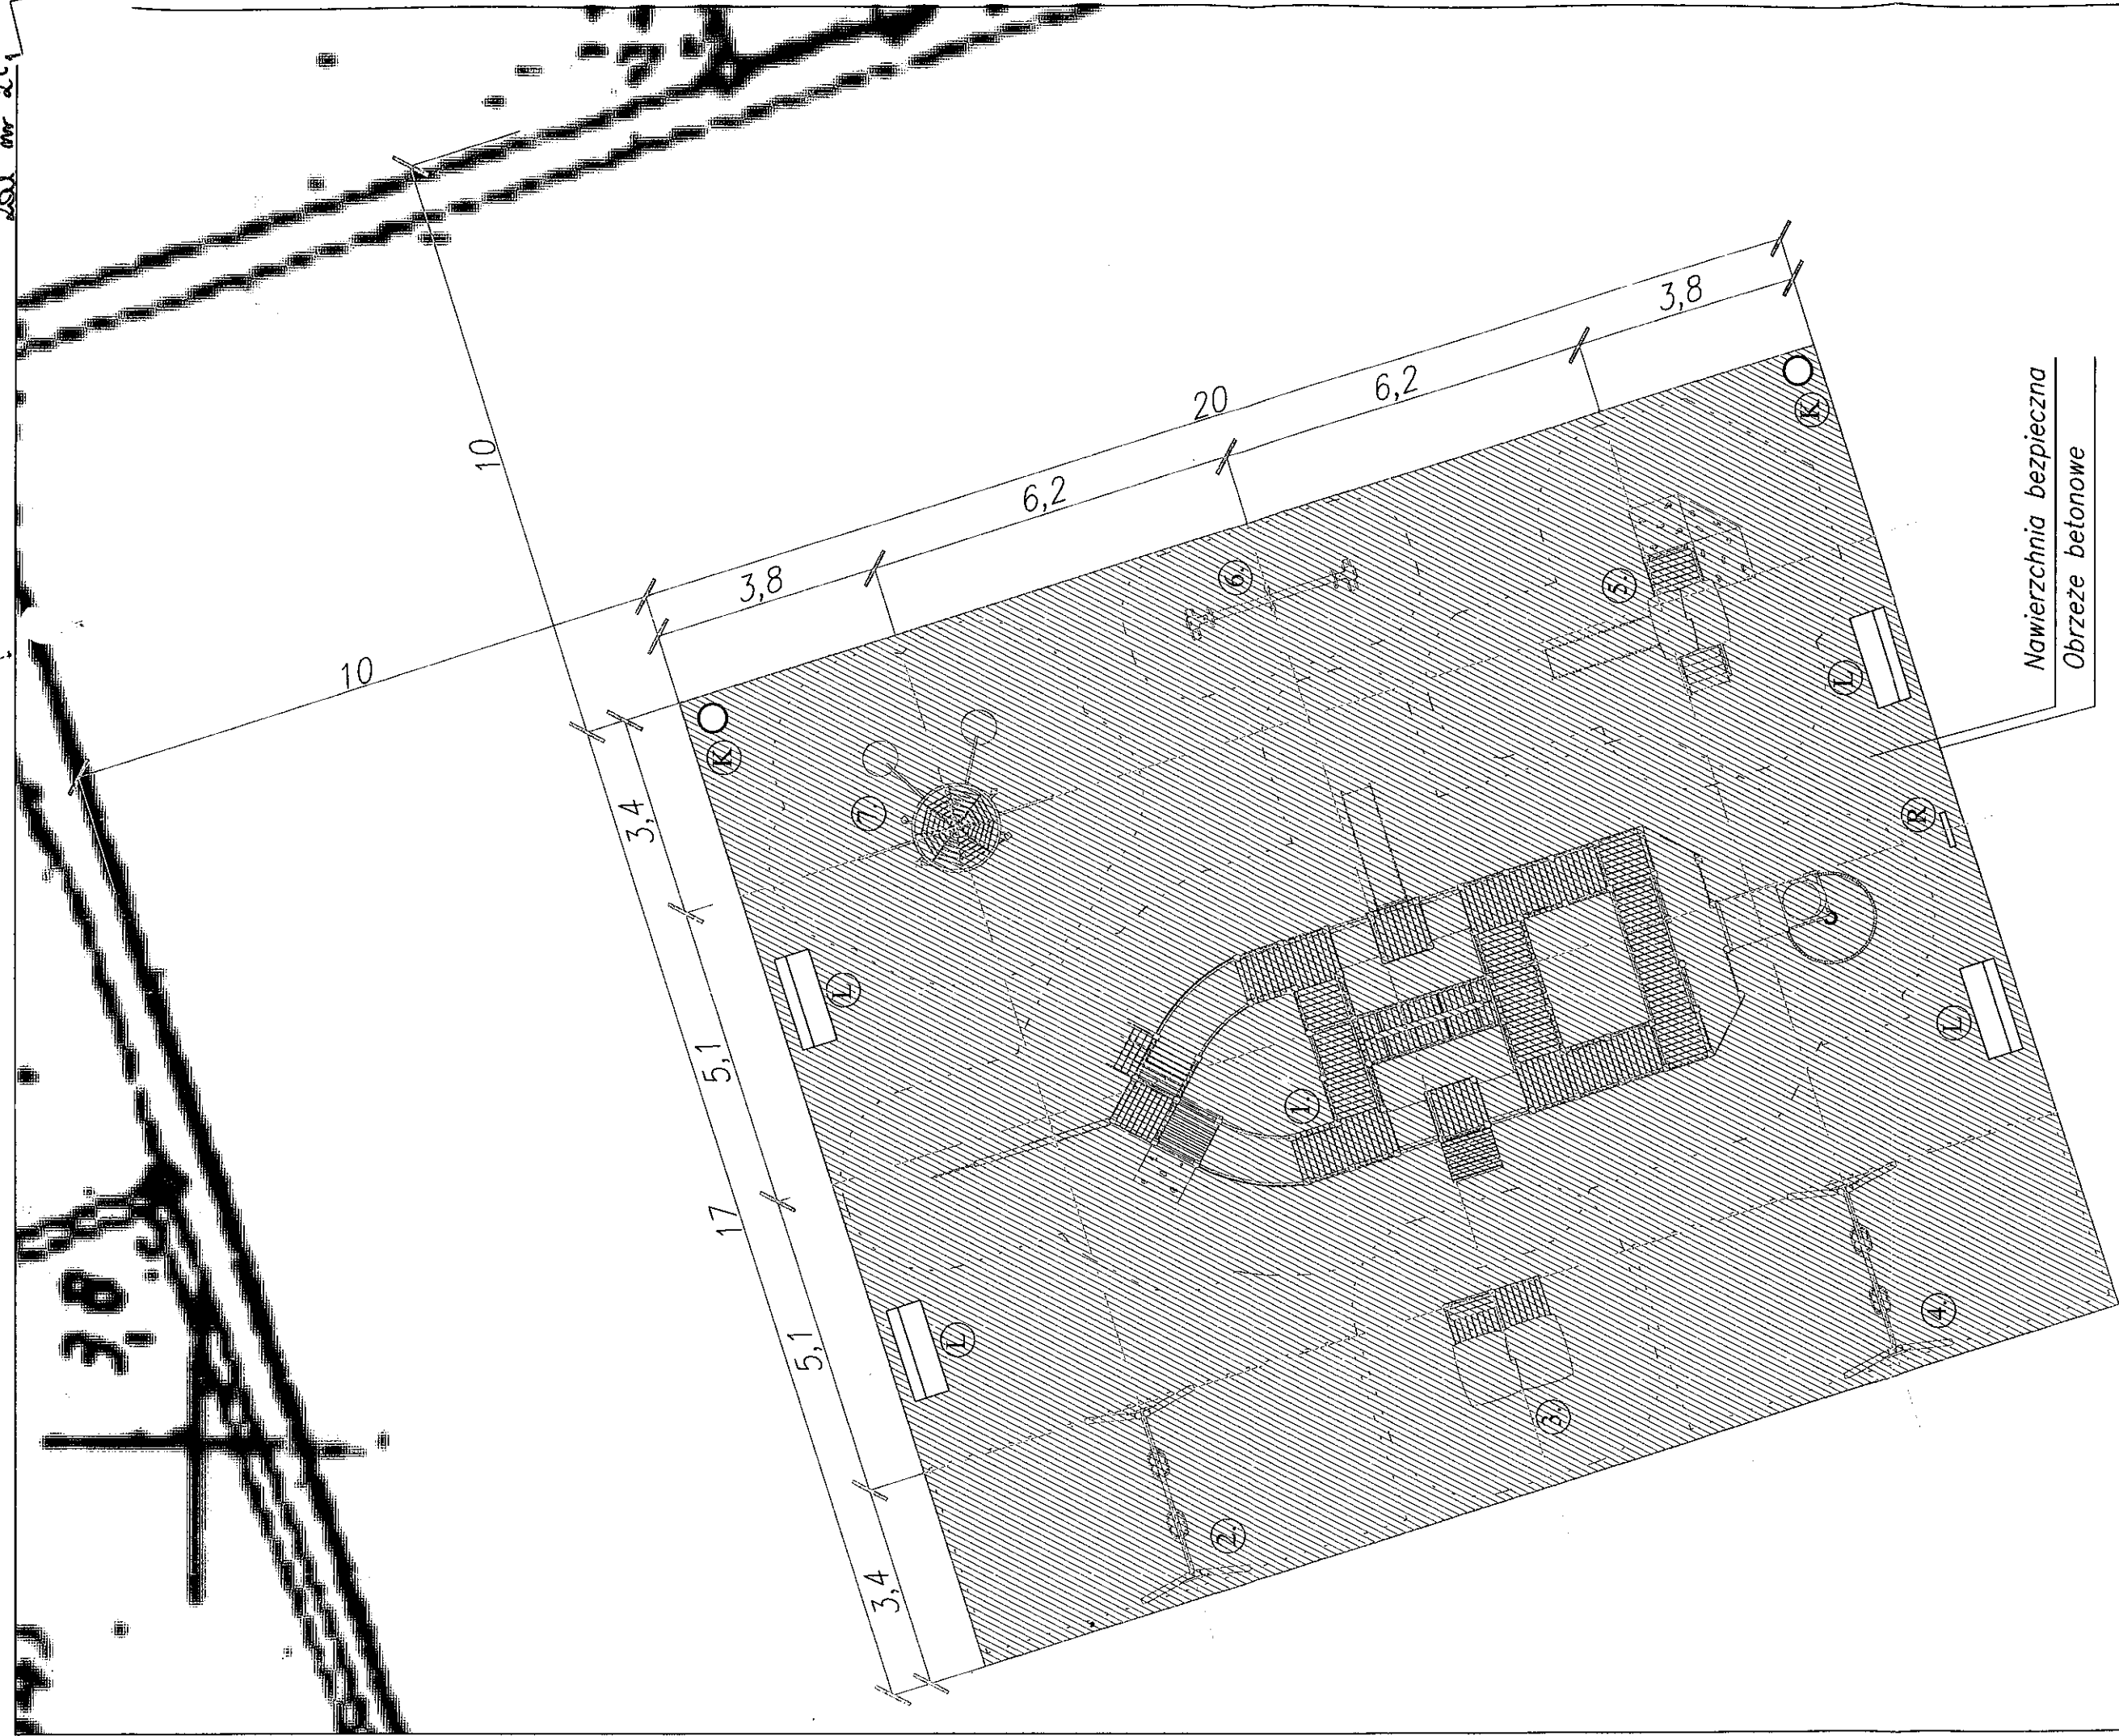 10
10
20
3,8
6,2
6,2
3,8
17
3,4
5,1
5,1
3,4
3,8
K
K
7.
6.
5.
L
L
L
L
R
1.
2.
3.
4.
Nawierzchnia bezpieczna
Obrzeże betonowe